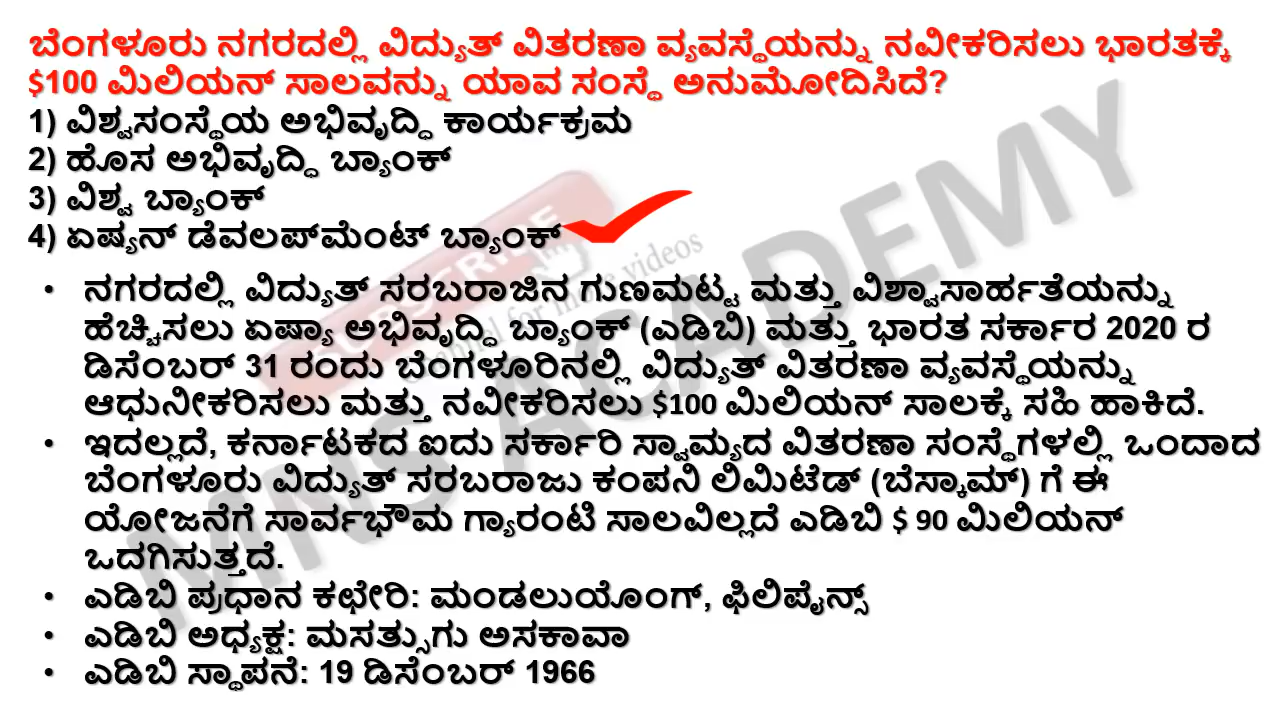 ಬೆಂಗಳೂರು ನಗರದಲ್ಲಿ ವಿದ್ಯುತ್ ವಿತರಣಾ ವ್ಯವಸ್ಥೆಯನ್ನು ನವೀಕರಿಸಲು ಭಾರತಕ್ಕೆ
$100 ಮಿಲಿಯನ್ ಸಾಲವನ್ನು ಯಾವ ಸಂಸ್ಥೆ ಅನುಮೋದಿಸಿದೆ?
1) ವಿಶ್ವಸಂಸ್ಥೆಯ ಅಭಿವೃದ್ಧಿ ಕಾರ್ಯಕ್ರಮ
2) ಹೊಸ ಅಭಿವೃದ್ಧಿ ಬ್ಯಾಂಕ್
3) ವಿಶ್ವ ಬ್ಯಾಂಕ್
4) ಏಷ್ಯನ್ ಡೆವಲಪ್‌ಮೆಂಟ್ ಬ್ಯಾಂಕ್
• ನಗರದಲ್ಲಿ ವಿದ್ಯುತ್ ಸರಬರಾಜಿನ ಗುಣಮಟ್ಟ ಮತ್ತು ವಿಶ್ವಾಸಾರ್ಹತೆಯನ್ನು
ಹೆಚ್ಚಿಸಲು ಏಷ್ಯಾ ಅಭಿವೃದ್ಧಿ ಬ್ಯಾಂಕ್ (ಎಡಿಬಿ) ಮತ್ತು ಭಾರತ ಸರ್ಕಾರ 2020 ರ
ಡಿಸೆಂಬರ್ 31 ರಂದು ಬೆಂಗಳೂರಿನಲ್ಲಿ ವಿದ್ಯುತ್ ವಿತರಣಾ ವ್ಯವಸ್ಥೆಯನ್ನು
ಆಧುನೀಕರಿಸಲು ಮತ್ತು ನವೀಕರಿಸಲು $100 ಮಿಲಿಯನ್ ಸಾಲಕ್ಕೆ ಸಹಿ ಹಾಕಿದೆ.
• ಇದಲ್ಲದೆ, ಕರ್ನಾಟಕದ ಐದು ಸರ್ಕಾರಿ ಸ್ವಾಮ್ಯದ ವಿತರಣಾ ಸಂಸ್ಥೆಗಳಲ್ಲಿ ಒಂದಾದ
ಬೆಂಗಳೂರು ವಿದ್ಯುತ್ ಸರಬರಾಜು ಕಂಪನಿ ಲಿಮಿಟೆಡ್ (ಬೆಸ್ಕಾಮ್) ಗೆ ಈ
ಯೋಜನೆಗೆ ಸಾರ್ವಭೌಮ ಗ್ಯಾರಂಟಿ ಸಾಲವಿಲ್ಲದೆ ಎಡಿಬಿ $ 90 ಮಿಲಿಯನ್
ಒದಗಿಸುತ್ತದೆ.
• ಎಡಿಬಿ ಪ್ರಧಾನ ಕಛೇರಿ: ಮಂಡಲುಯೊಂಗ್, ಫಿಲಿಪೈನ್ಸ್
• ಎಡಿಬಿ ಅಧ್ಯಕ್ಷ: ಮಸತ್ಸುಗು ಅಸಕಾವಾ
• ಎಡಿಬಿ ಸ್ಥಾಪನೆ: 19 ಡಿಸೆಂಬರ್ 1966
MNS ACADEMY